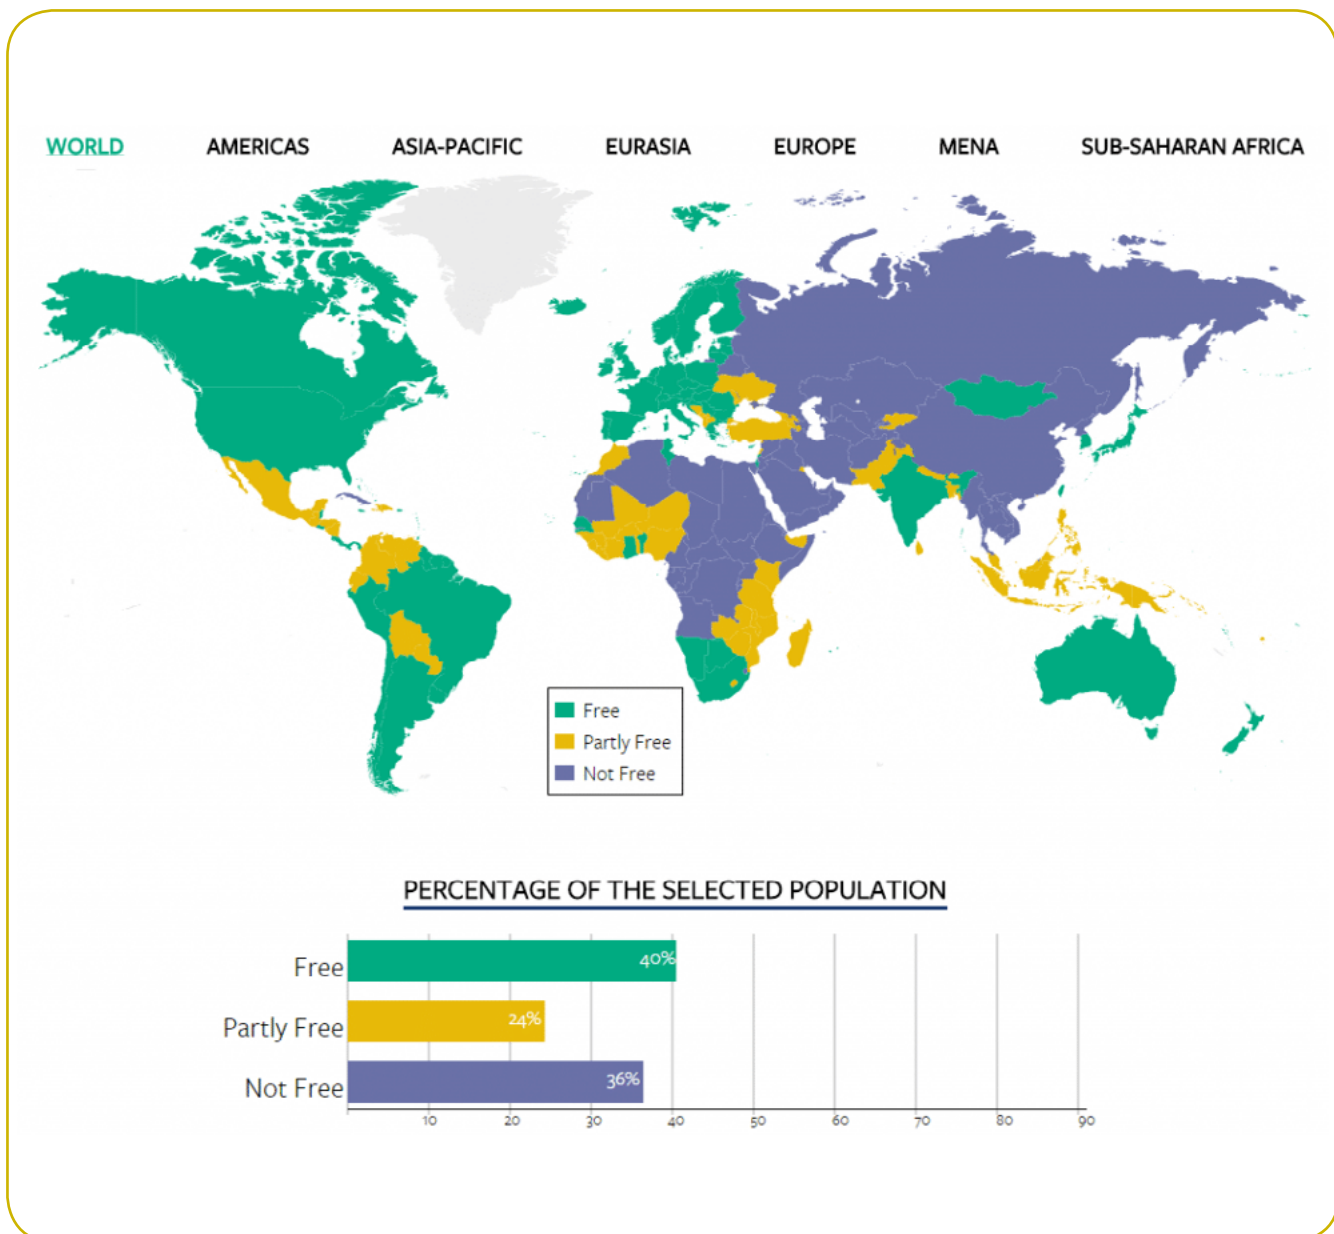 WORLD AMERICAS ASIA-PACIFIC EURASIA EUROPE MENA SUB-SAHARAN AFRICA
Free
Partly Free
Not Free
PERCENTAGE OF THE SELECTED POPULATION
Free 40%
Partly Free 24%
Not Free 36%
10 20 30 40 50 60 70 80 90